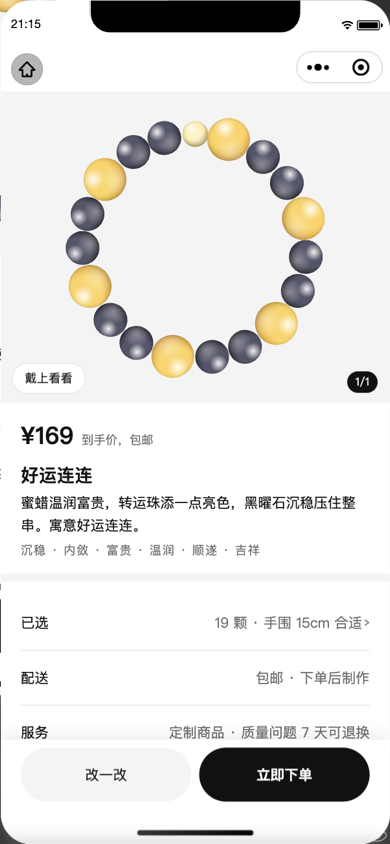 21:15
戴上看看
1/1
¥169 到手价，包邮
好运连连
蜜蜡温润富贵，转运珠添一点亮色，黑曜石沉稳压住整
串。寓意好运连连。
沉稳 · 内敛 · 富贵 · 温润 · 顺遂 · 吉祥
已选 19 颗 · 手围 15cm 合适>
配送 包邮 · 下单后制作
服务 定制商品 · 质量问题 7 天可退换
改一改 立即下单